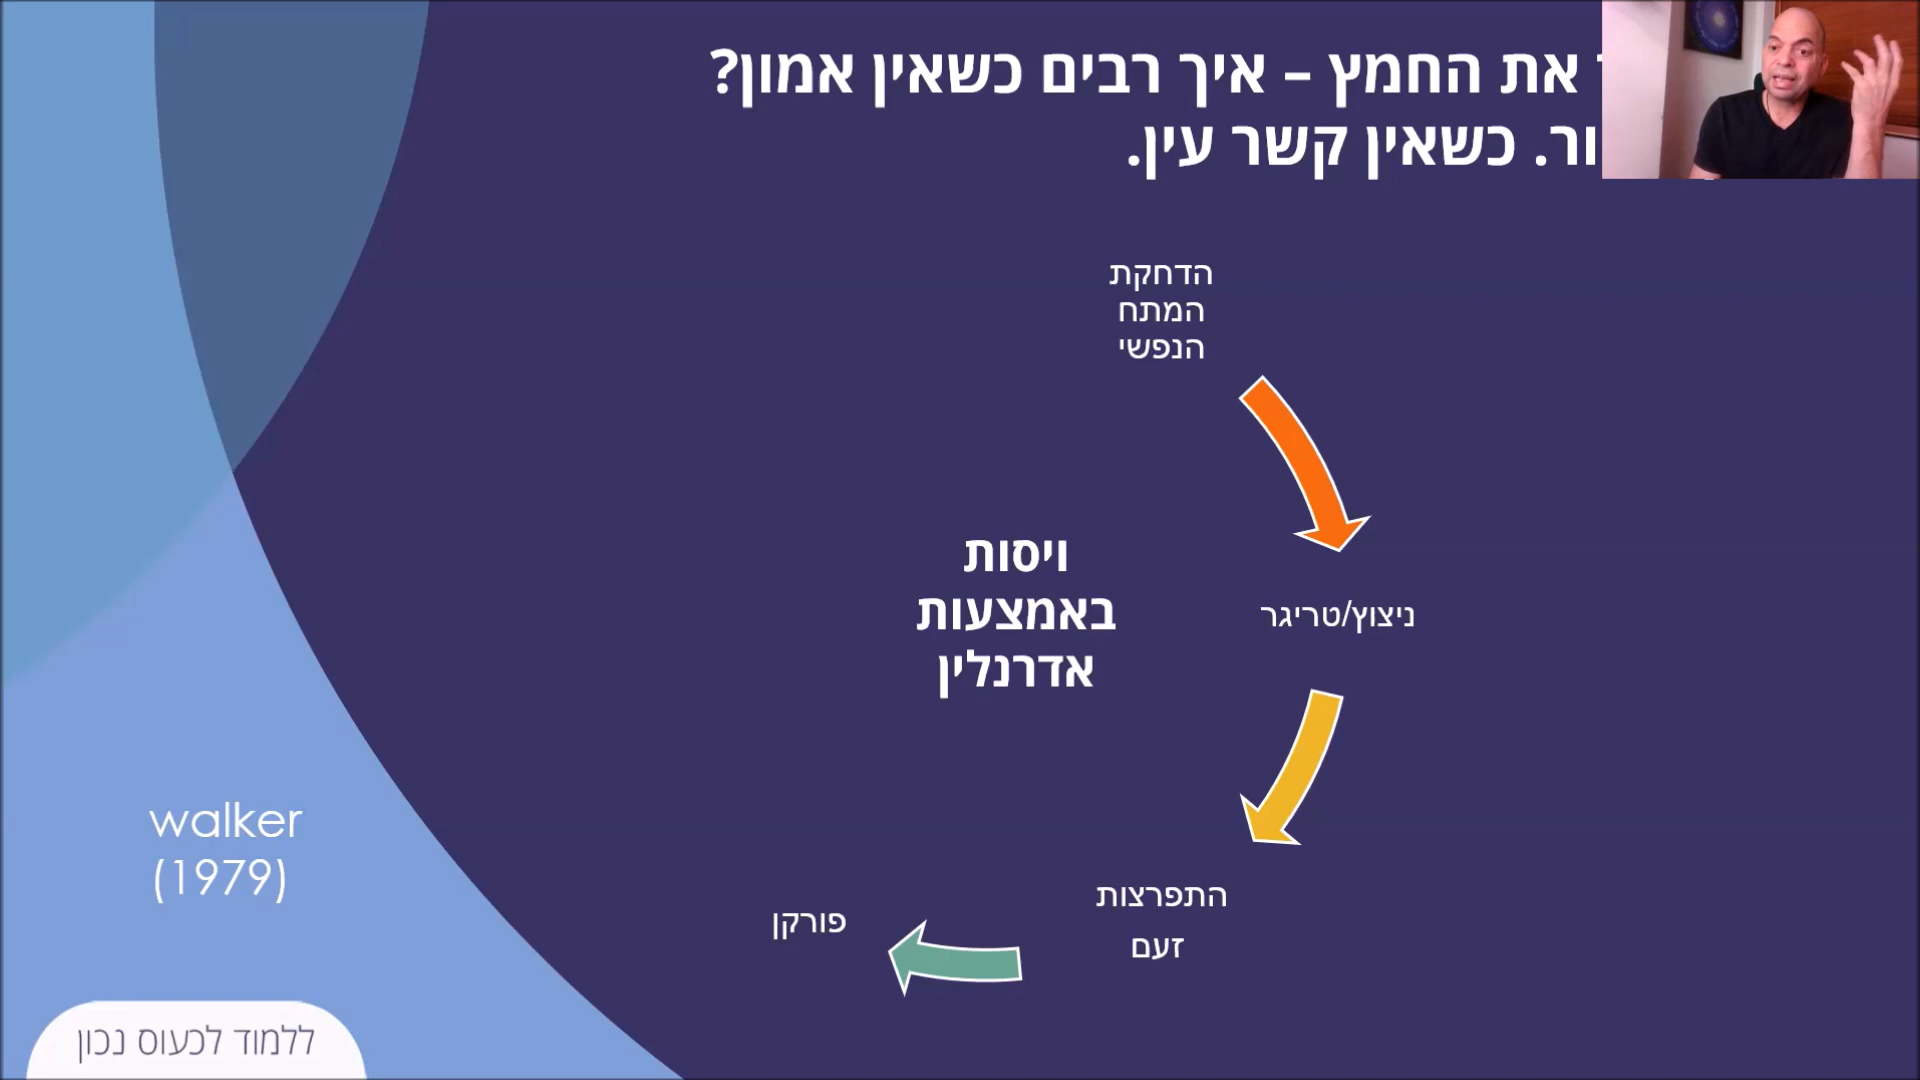 את החמץ – איך רבים כשאין אמון?
כשאין קשר עין.
הדחקת
המתח
הנפשי
ויסות
באמצעות
אדרנלין
ניצוץ/טריגר
התפרצות
זעם
פורקן
walker
(1979)
ללמוד לכעוס נכון